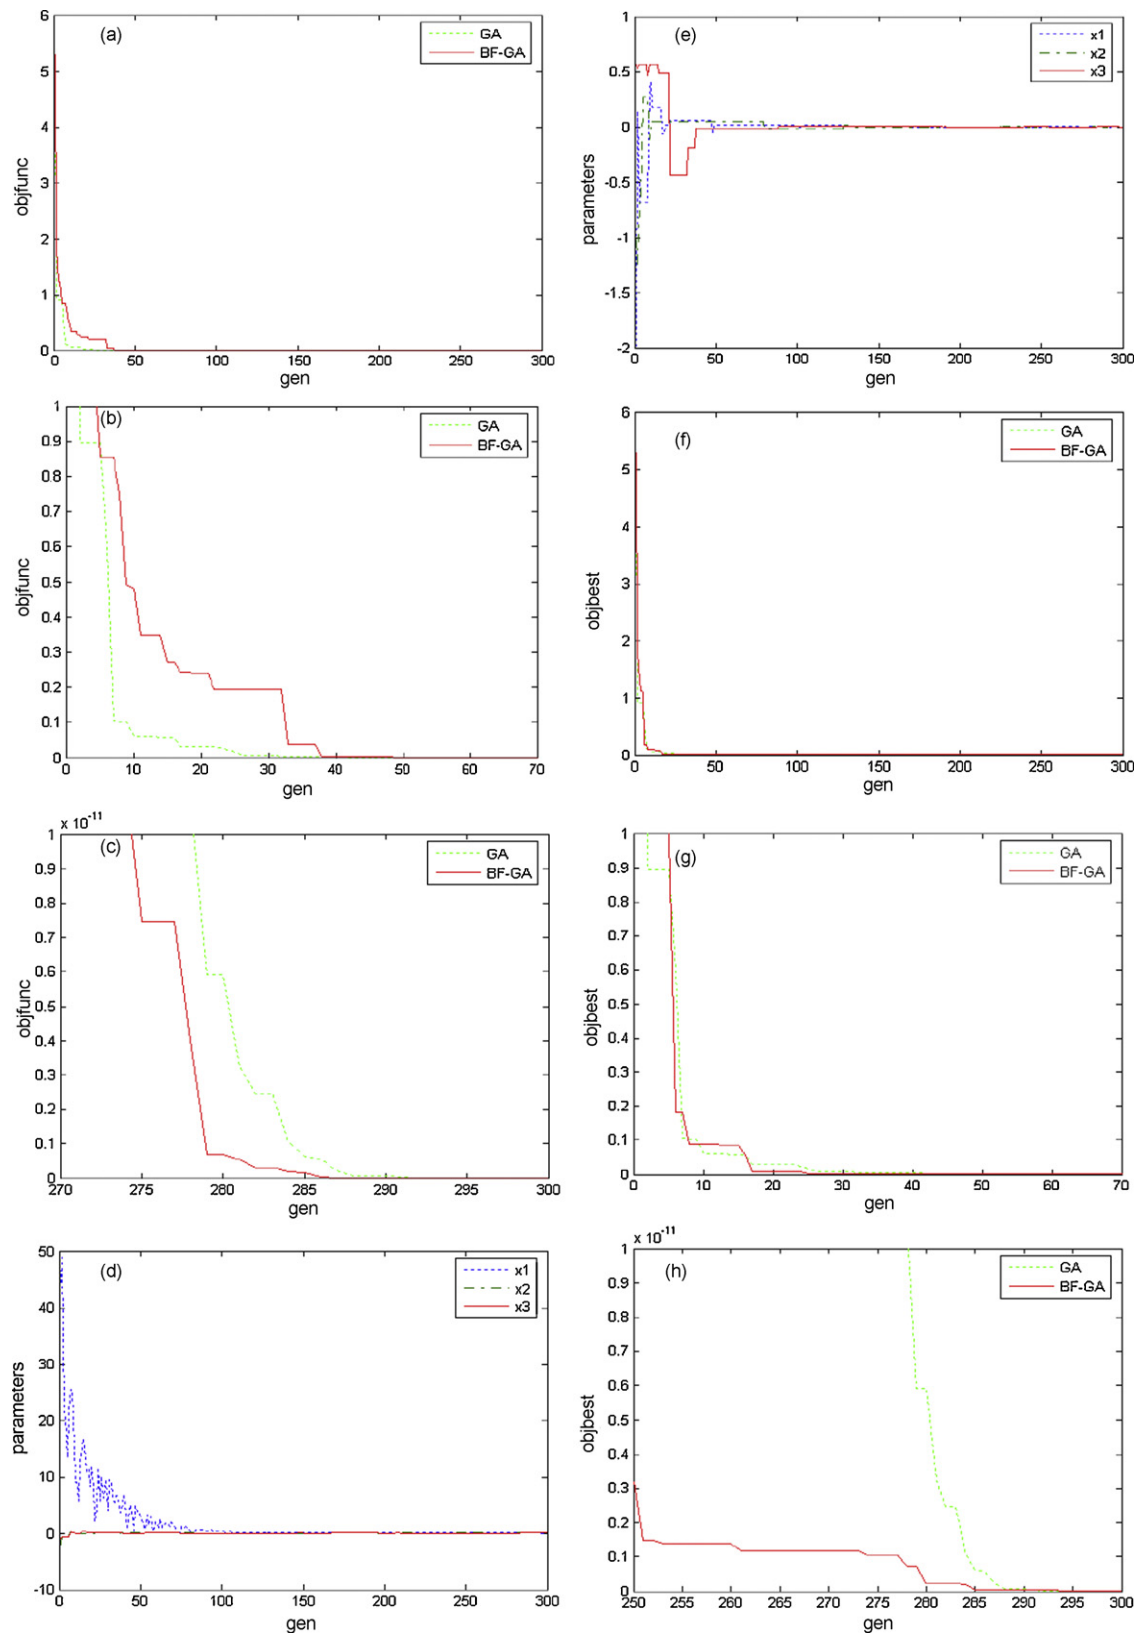 (a)
GA
BF-GA
6
5
4
3
2
1
0
0 50 100 150 200 250 300
objfunc
gen
(b)
GA
BF-GA
1
0.9
0.8
0.7
0.6
0.5
0.4
0.3
0.2
0.1
0
0 10 20 30 40 50 60 70
objfunc
gen
x 10^-11
(c)
GA
BF-GA
1
0.9
0.8
0.7
0.6
0.5
0.4
0.3
0.2
0.1
0
270 275 280 285 290 295 300
objfunc
gen
(d)
x1
x2
x3
50
40
30
20
10
0
-10
0 50 100 150 200 250 300
parameters
gen
(e)
x1
x2
x3
1
0.5
0
-0.5
-1
-1.5
-2
0 50 100 150 200 250 300
parameters
gen
(f)
GA
BF-GA
6
5
4
3
2
1
0
0 50 100 150 200 250 300
objbest
gen
(g)
GA
BF-GA
1
0.9
0.8
0.7
0.6
0.5
0.4
0.3
0.2
0.1
0
0 10 20 30 40 50 60 70
objbest
gen
x 10^-11
(h)
GA
BF-GA
1
0.9
0.8
0.7
0.6
0.5
0.4
0.3
0.2
0.1
0
250 255 260 265 270 275 280 285 290 295 300
objbest
gen